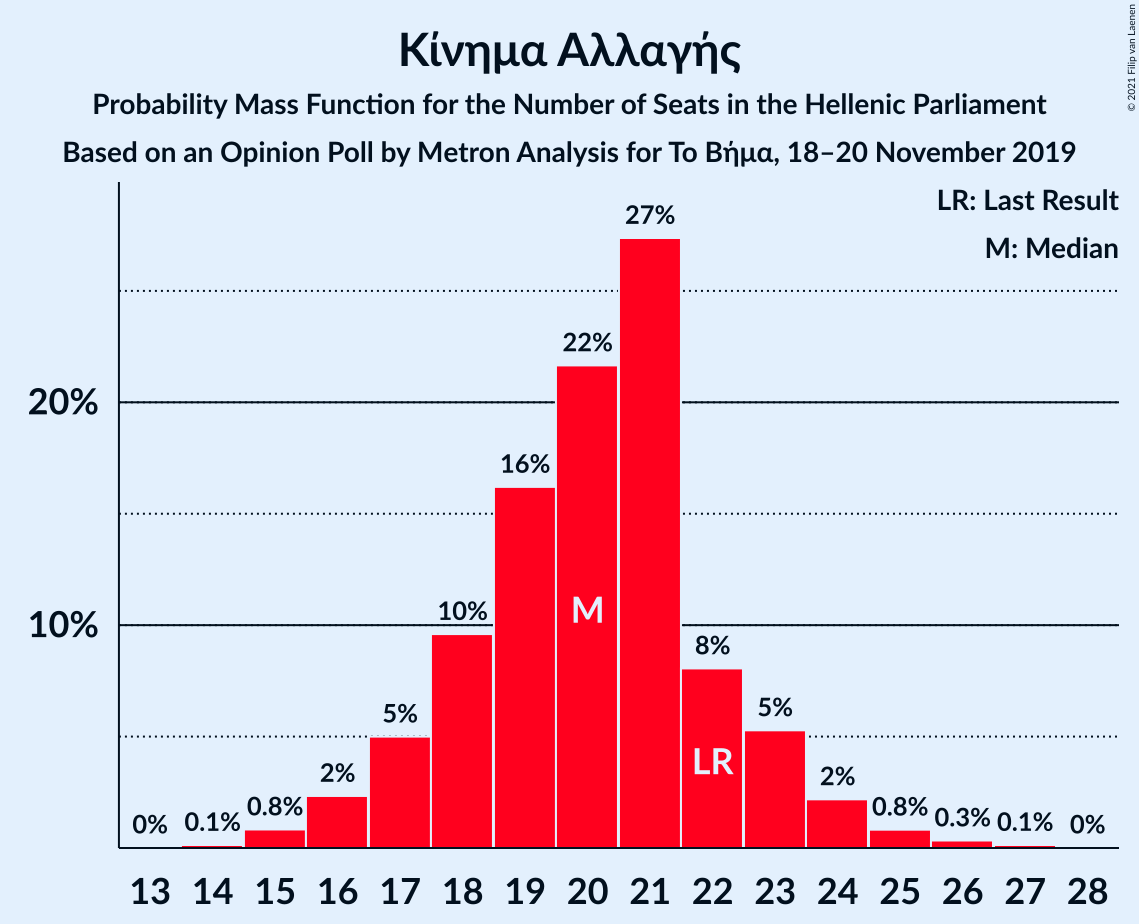 Κίνημα Αλλαγής
Probability Mass Function for the Number of Seats in the Hellenic Parliament
Based on an Opinion Poll by Metron Analysis for Το Βήμα, 18–20 November 2019
© 2021 Filip van Laenen
LR: Last Result
M: Median
27%
22%
20%
16%
10%
M
10%
8%
5%
5%
LR
2%
2%
0%
0.1%
0.8%
0.8%
0.3%
0.1%
0%
13 14 15 16 17 18 19 20 21 22 23 24 25 26 27 28